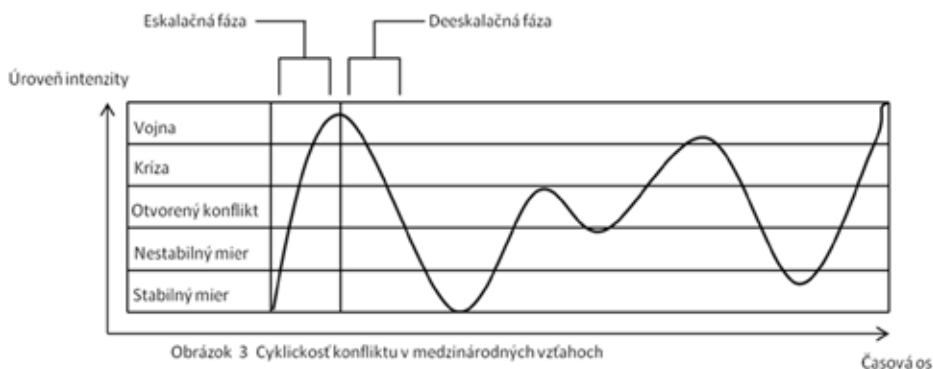 Eskalačná fáza
Deeskalačná fáza
Úroveň intenzity
Vojna
Kríza
Otvorený konflikt
Nestabilný mier
Stabilný mier
Obrázok 3 Cyklickosť konfliktu v medzinárodných vzťahoch
Časová os